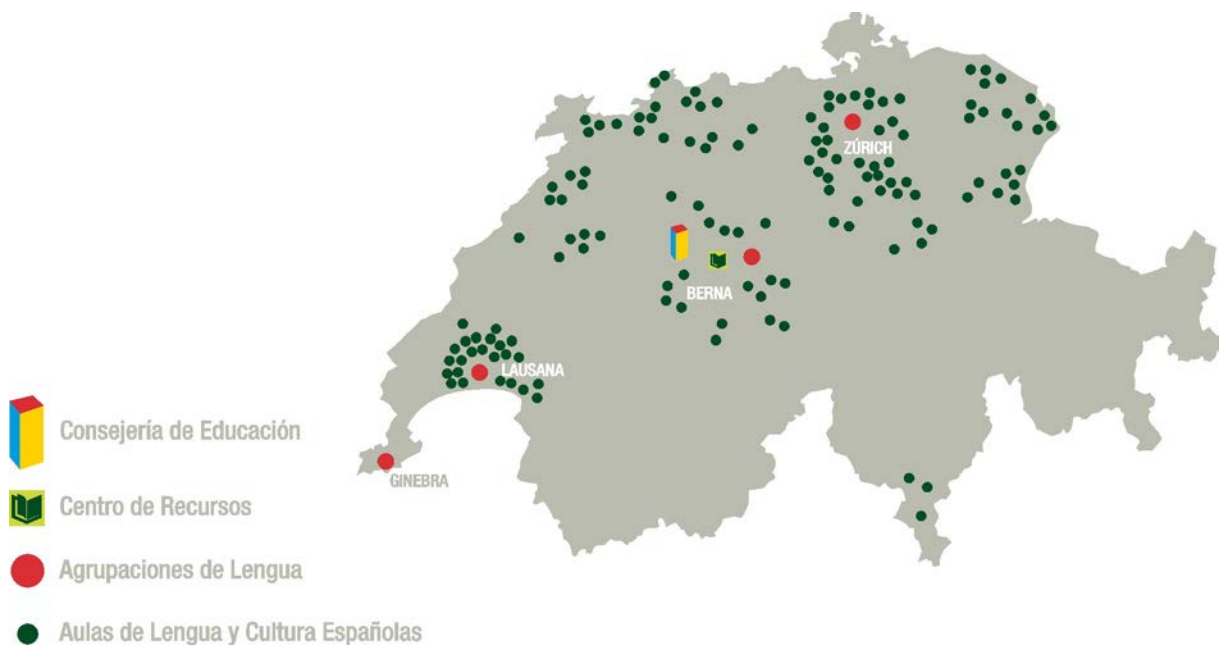 ZÚRICH
BERNA
LAUSANA
GINEBRA
Consejería de Educación
Centro de Recursos
Agrupaciones de Lengua
Aulas de Lengua y Cultura Españolas